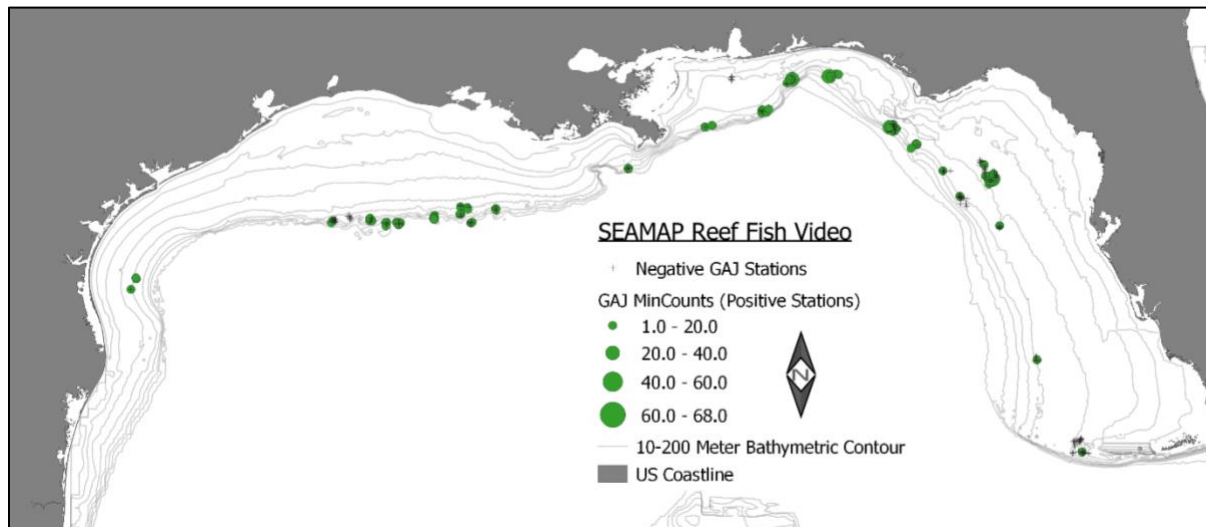 SEAMAP Reef Fish Video
Negative GAJ Stations
GAJ MinCounts (Positive Stations)
1.0 - 20.0
20.0 - 40.0
40.0 - 60.0
60.0 - 68.0
N
10-200 Meter Bathymetric Contour
US Coastline